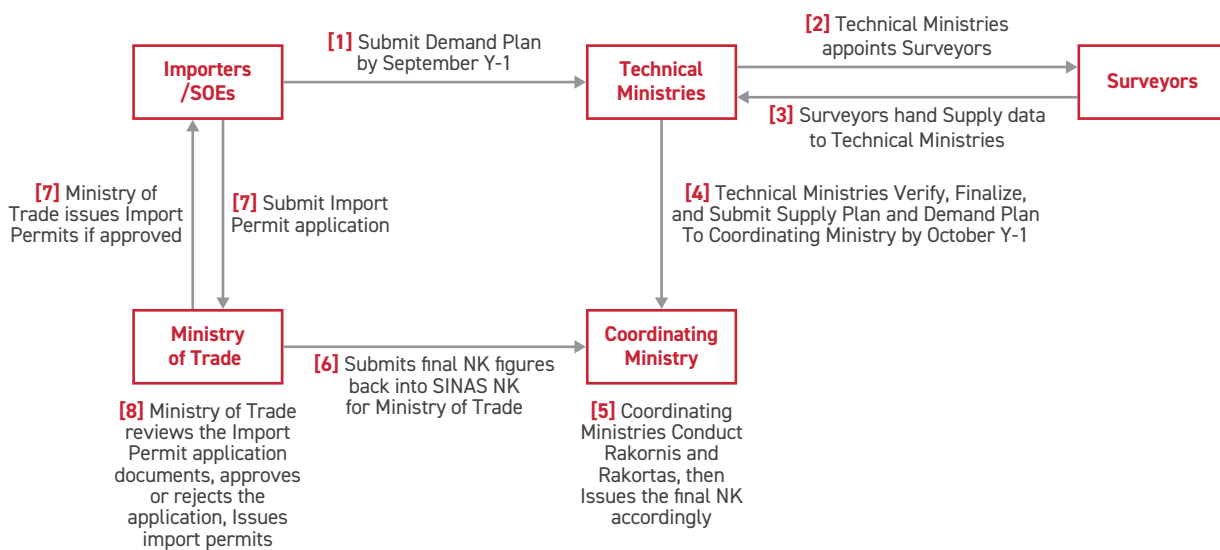 Importers
/SOEs
[1] Submit Demand Plan
by September Y-1
Technical
Ministries
[2] Technical Ministries
appoints Surveyors
Surveyors
[3] Surveyors hand Supply data
to Technical Ministries
[7] Ministry of
Trade issues Import
Permits if approved
[7] Submit Import
Permit application
[4] Technical Ministries Verify, Finalize,
and Submit Supply Plan and Demand Plan
To Coordinating Ministry by October Y-1
Ministry
of Trade
[6] Submits final NK figures
back into SINAS NK
for Ministry of Trade
Coordinating
Ministry
[8] Ministry of Trade
reviews the Import
Permit application
documents, approves
or rejects the
application, Issues
import permits
[5] Coordinating
Ministries Conduct
Rakornis and
Rakortas, then
Issues the final NK
accordingly